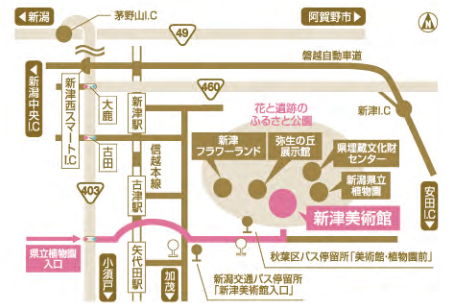 新潟
茅野山I.C
阿賀野市
N
49
磐越自動車道
新潟
中央
I.C
新津西スマートI.C
大鹿
新津駅
460
花と遺跡の
ふるさと公園
新津I.C
古田
信越本線
新津
フラワーランド
弥生の丘
展示館
県埋蔵文化財
センター
新潟県立
植物園
403
古津駅
新津美術館
安田
I.C
県立植物園
入口
秋葉区バス停留所「美術館・植物園前」
小須戸
矢代田駅
加茂
新潟交通バス停留所
「新津美術館入口」